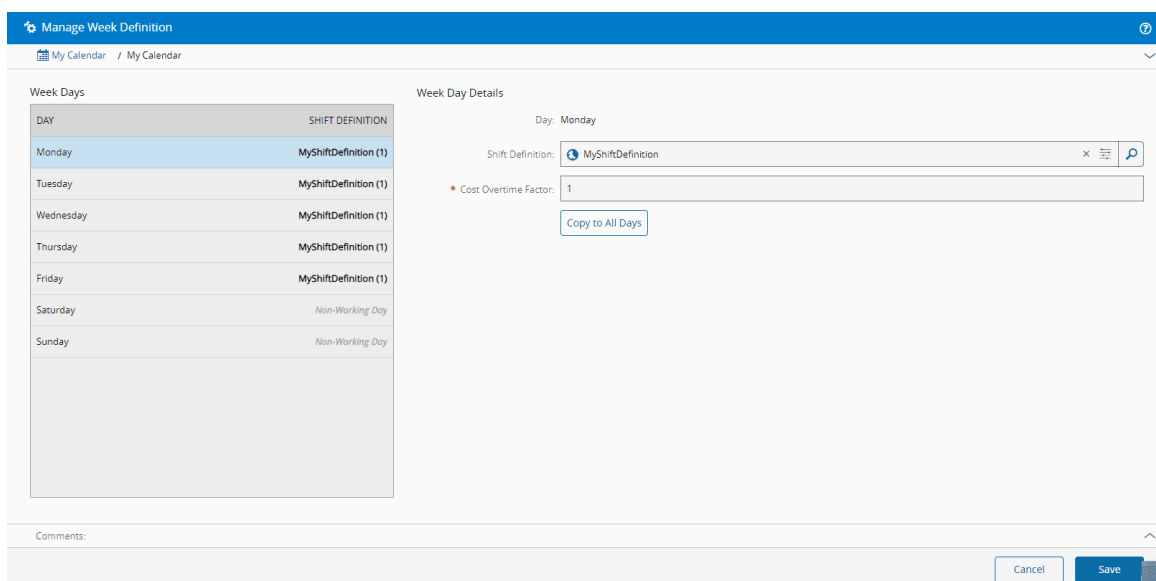 Manage Week Definition
My Calendar / My Calendar
Week Days
DAY SHIFT DEFINITION
Monday MyShiftDefinition (1)
Tuesday MyShiftDefinition (1)
Wednesday MyShiftDefinition (1)
Thursday MyShiftDefinition (1)
Friday MyShiftDefinition (1)
Saturday Non-Working Day
Sunday Non-Working Day
Week Day Details
Day: Monday
Shift Definition: MyShiftDefinition
* Cost Overtime Factor: 1
Copy to All Days
Comments:
Cancel Save